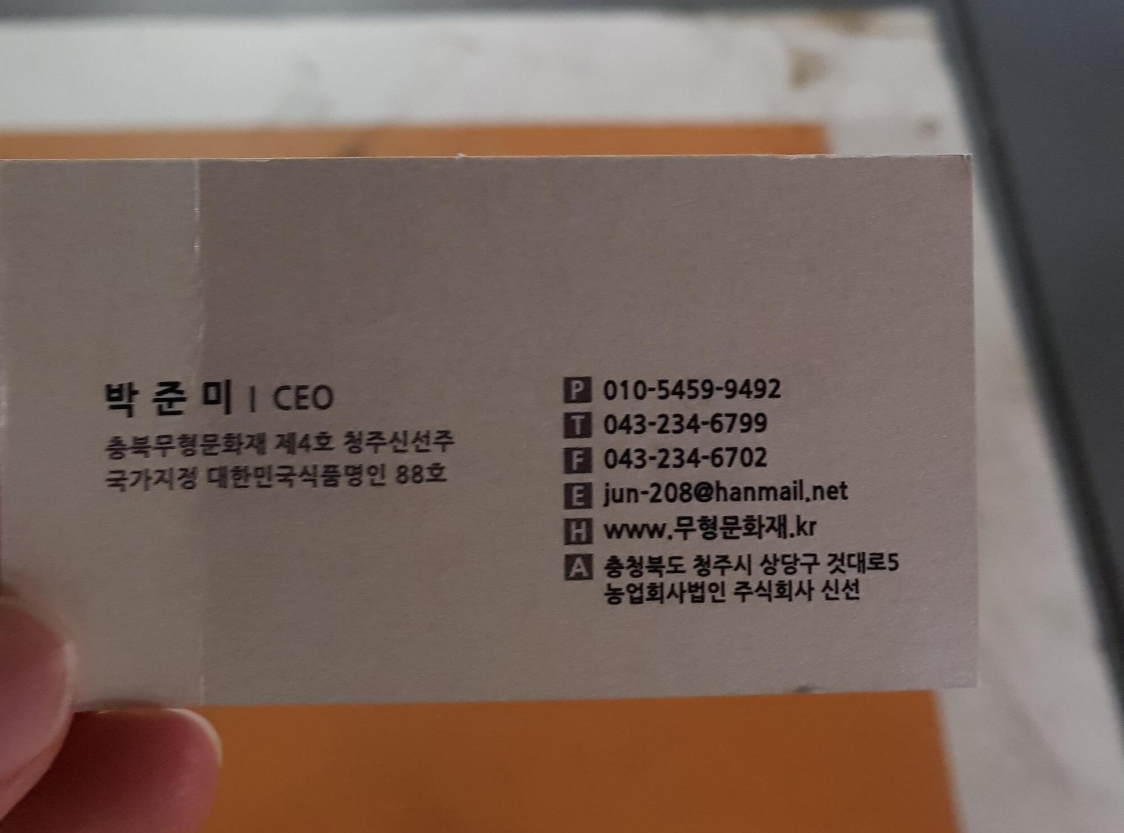 박 준 미 | CEO
충북무형문화재 제4호 청주신선주
국가지정 대한민국식품명인 88호
P 010-5459-9492
T 043-234-6799
F 043-234-6702
E jun-208@hanmail.net
H www.무형문화재.kr
A 충청북도 청주시 상당구 것대로5
농업회사법인 주식회사 신선